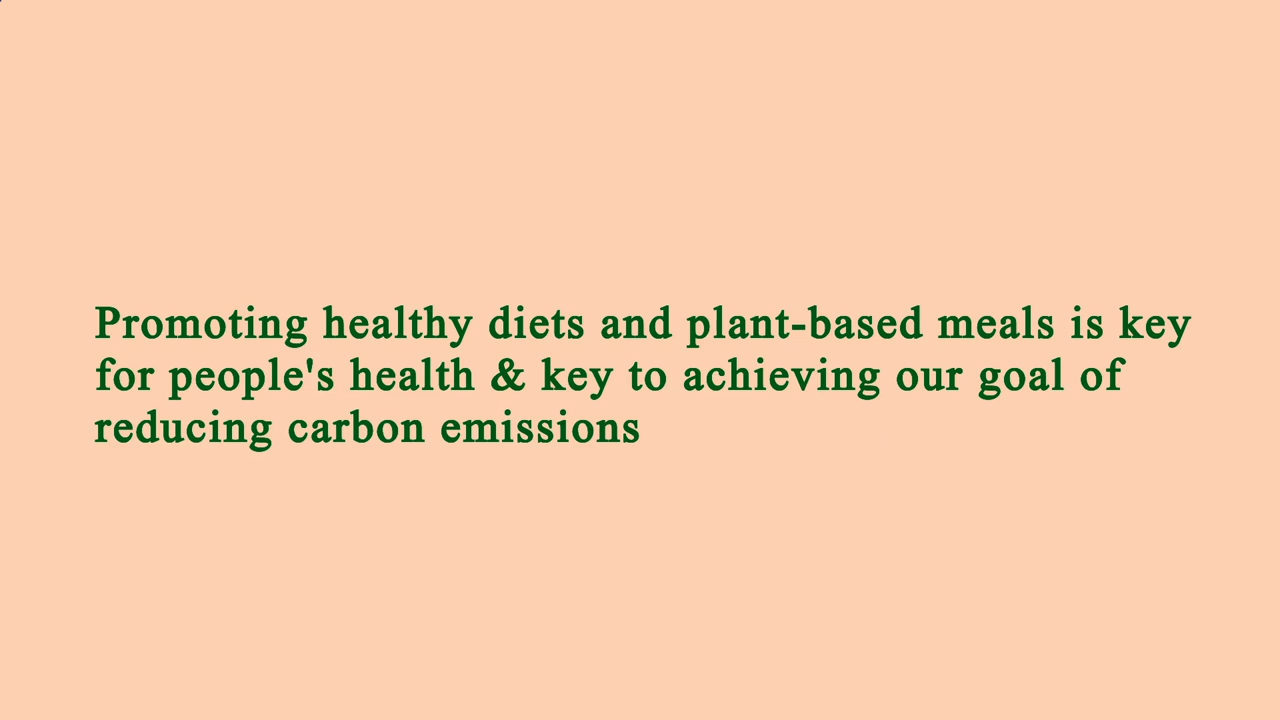 Promoting healthy diets and plant-based meals is key
for people's health & key to achieving our goal of
reducing carbon emissions